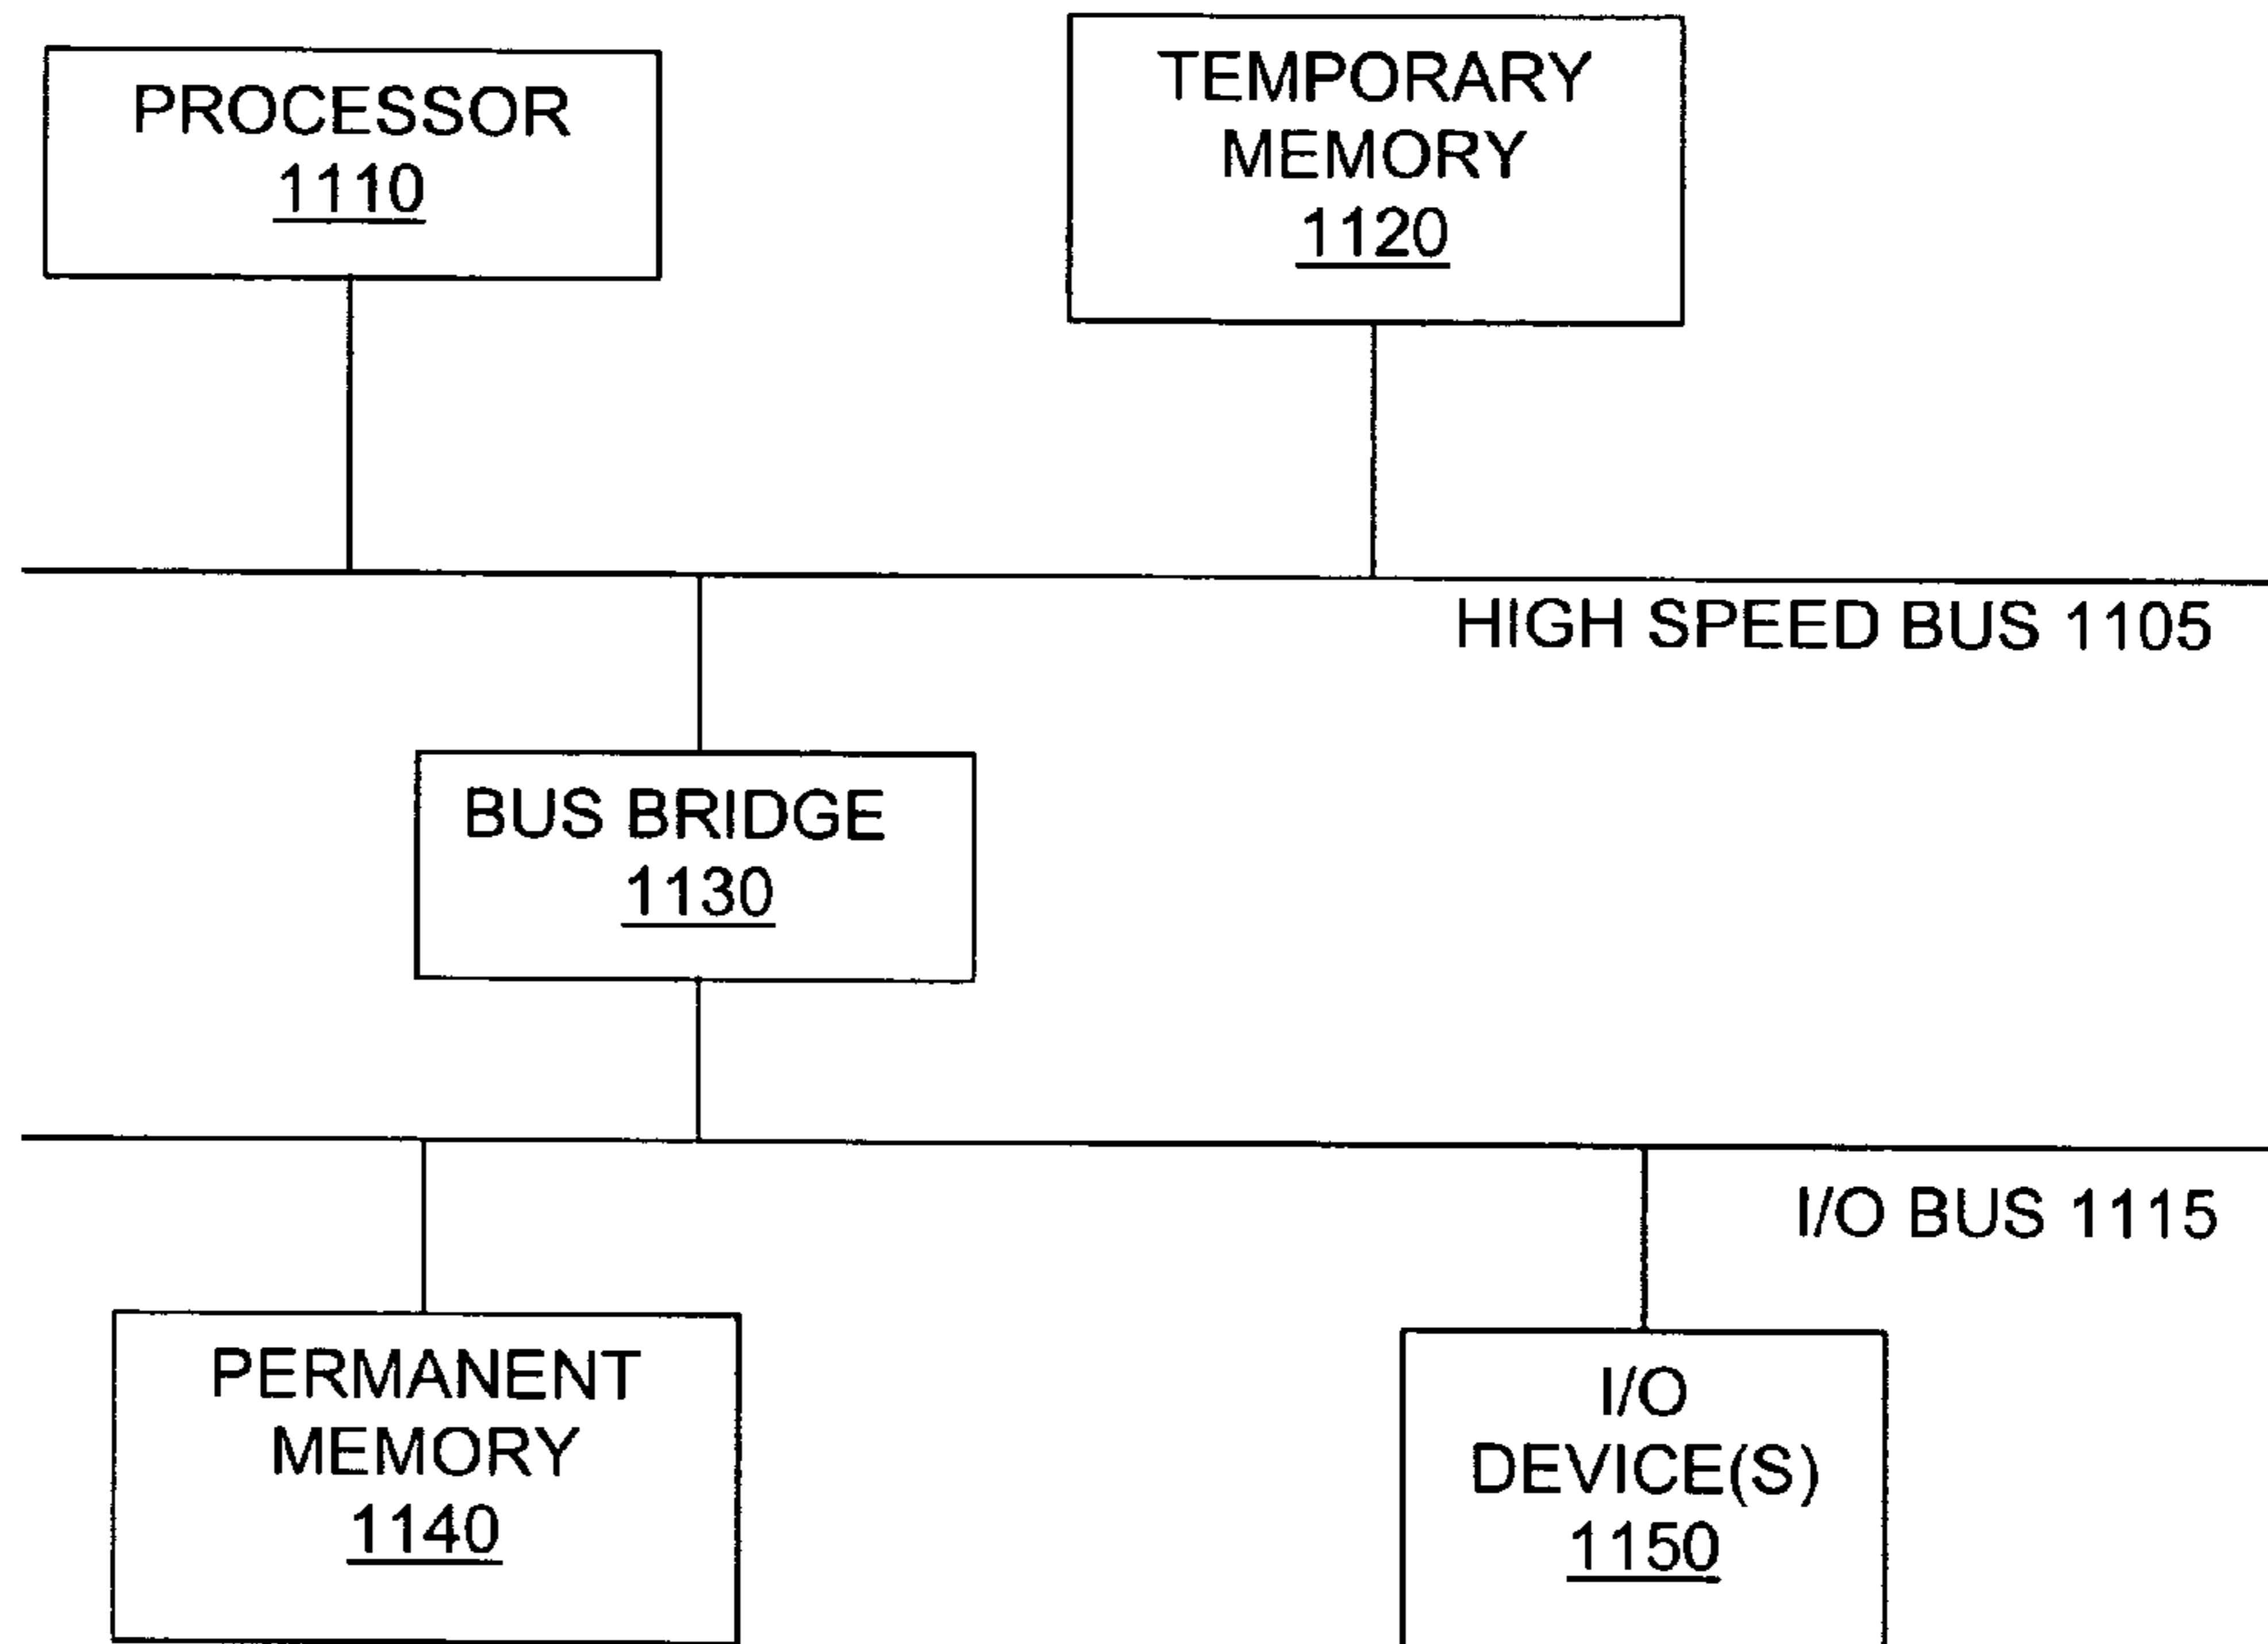 PROCESSOR
1110
TEMPORARY
MEMORY
1120
HIGH SPEED BUS 1105
BUS BRIDGE
1130
I/O BUS 1115
PERMANENT
MEMORY
1140
I/O
DEVICE(S)
1150